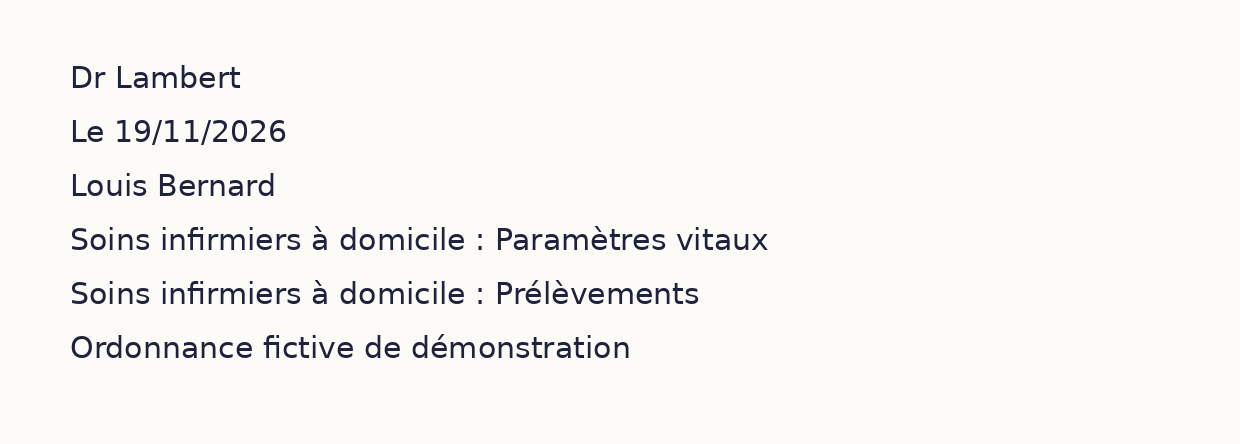 Dr Lambert
Le 19/11/2026
Louis Bernard
Soins infirmiers à domicile : Paramètres vitaux
Soins infirmiers à domicile : Prélèvements
Ordonnance fictive de démonstration